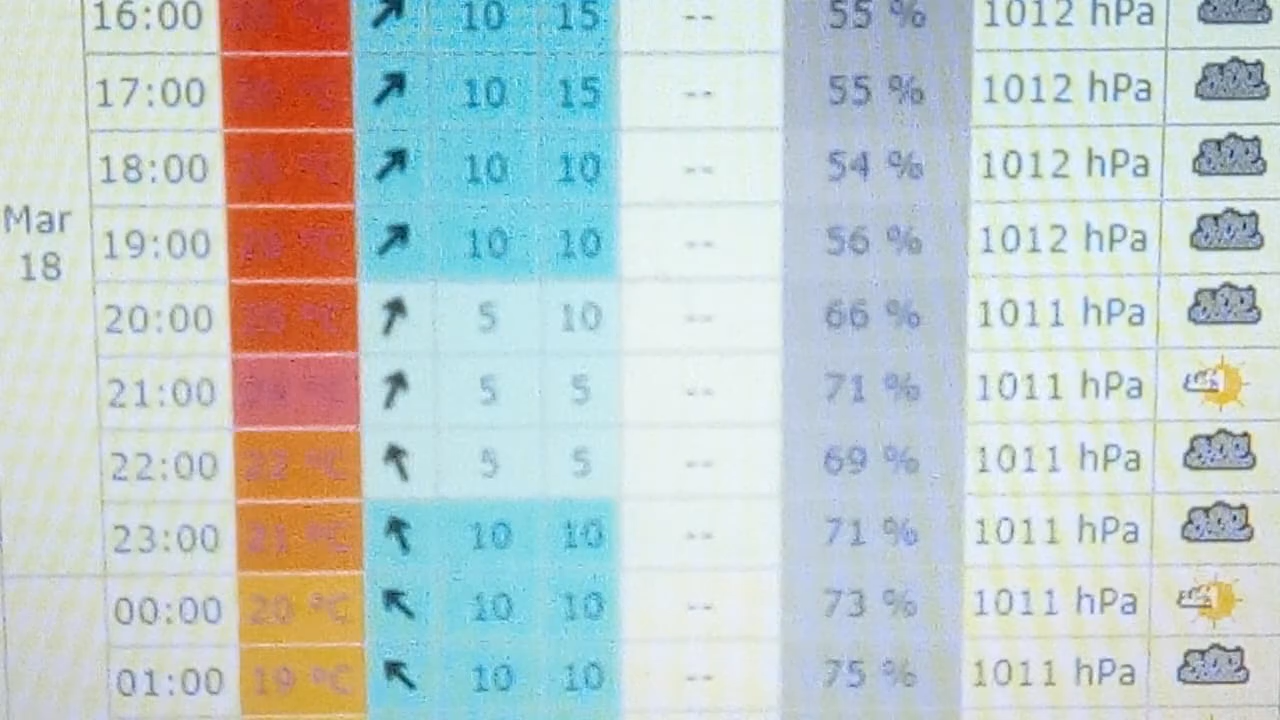 16:00 10 15 -- 55 % 1012 hPa
17:00 10 15 -- 55 % 1012 hPa
18:00 10 10 -- 54 % 1012 hPa
19:00 10 10 -- 56 % 1012 hPa
Mar
18
20:00 5 10 -- 66 % 1011 hPa
21:00 5 5 -- 71 % 1011 hPa
22:00 22 °C 5 5 -- 69 % 1011 hPa
23:00 21 °C 10 10 -- 71 % 1011 hPa
00:00 20 °C 10 10 -- 73 % 1011 hPa
01:00 19 °C 10 10 -- 75 % 1011 hPa